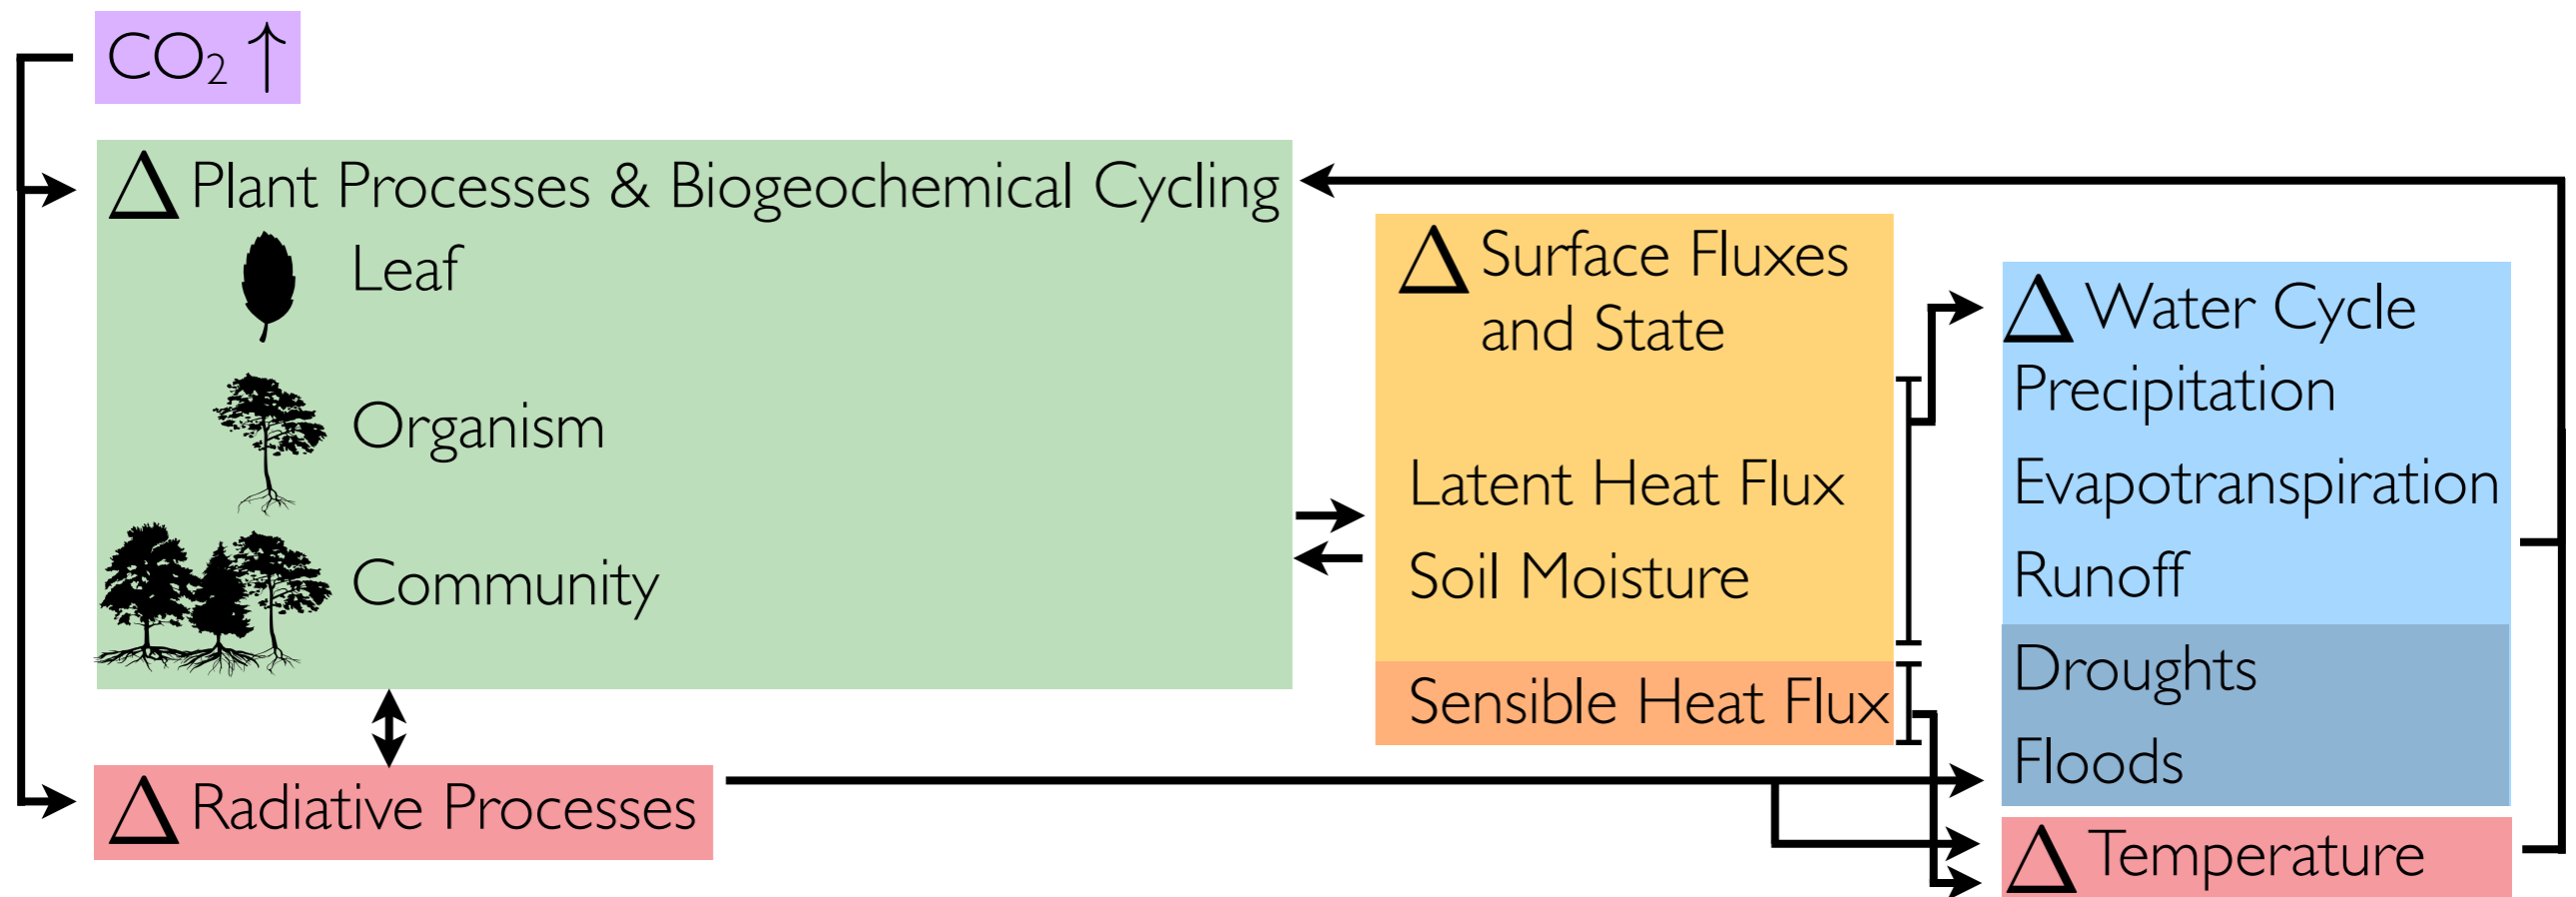 CO₂ ↑
Δ Plant Processes & Biogeochemical Cycling
Leaf
Organism
Community
Δ Radiative Processes
Δ Surface Fluxes
and State
Latent Heat Flux
Soil Moisture
Sensible Heat Flux
Δ Water Cycle
Precipitation
Evapotranspiration
Runoff
Droughts
Floods
Δ Temperature